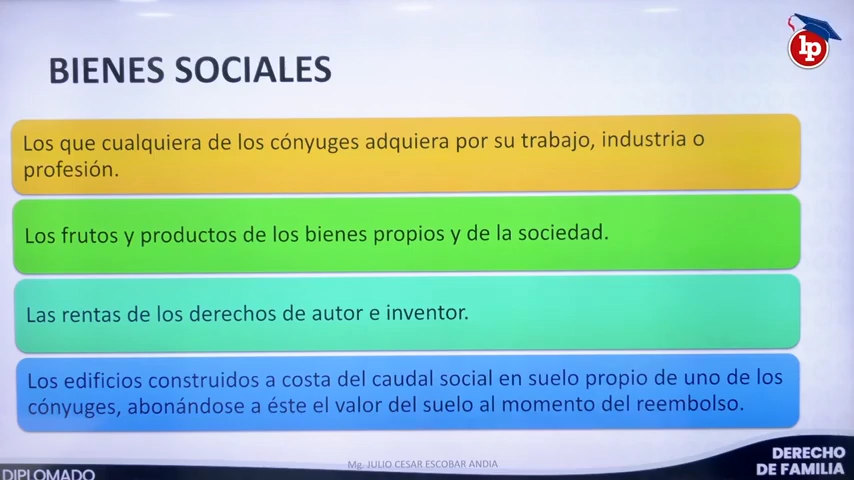 lp
BIENES SOCIALES
Los que cualquiera de los cónyuges adquiera por su trabajo, industria o
profesión.
Los frutos y productos de los bienes propios y de la sociedad.
Las rentas de los derechos de autor e inventor.
Los edificios construidos a costa del caudal social en suelo propio de uno de los
cónyuges, abonándose a éste el valor del suelo al momento del reembolso.
Mg. JULIO CESAR ESCOBAR ANDIA
DIPLOMADO
DERECHO
DE FAMILIA